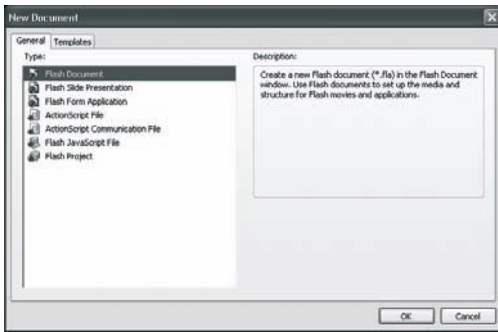 New Document
General Templates
Type:
Flash Document
Flash Slide Presentation
Flash Form Application
ActionScript File
ActionScript Communication File
Flash JavaScript File
Flash Project
Description:
Create a new Flash document (*.fla) in the Flash Document
window. Use Flash documents to set up the media and
structure for Flash movies and applications.
OK Cancel